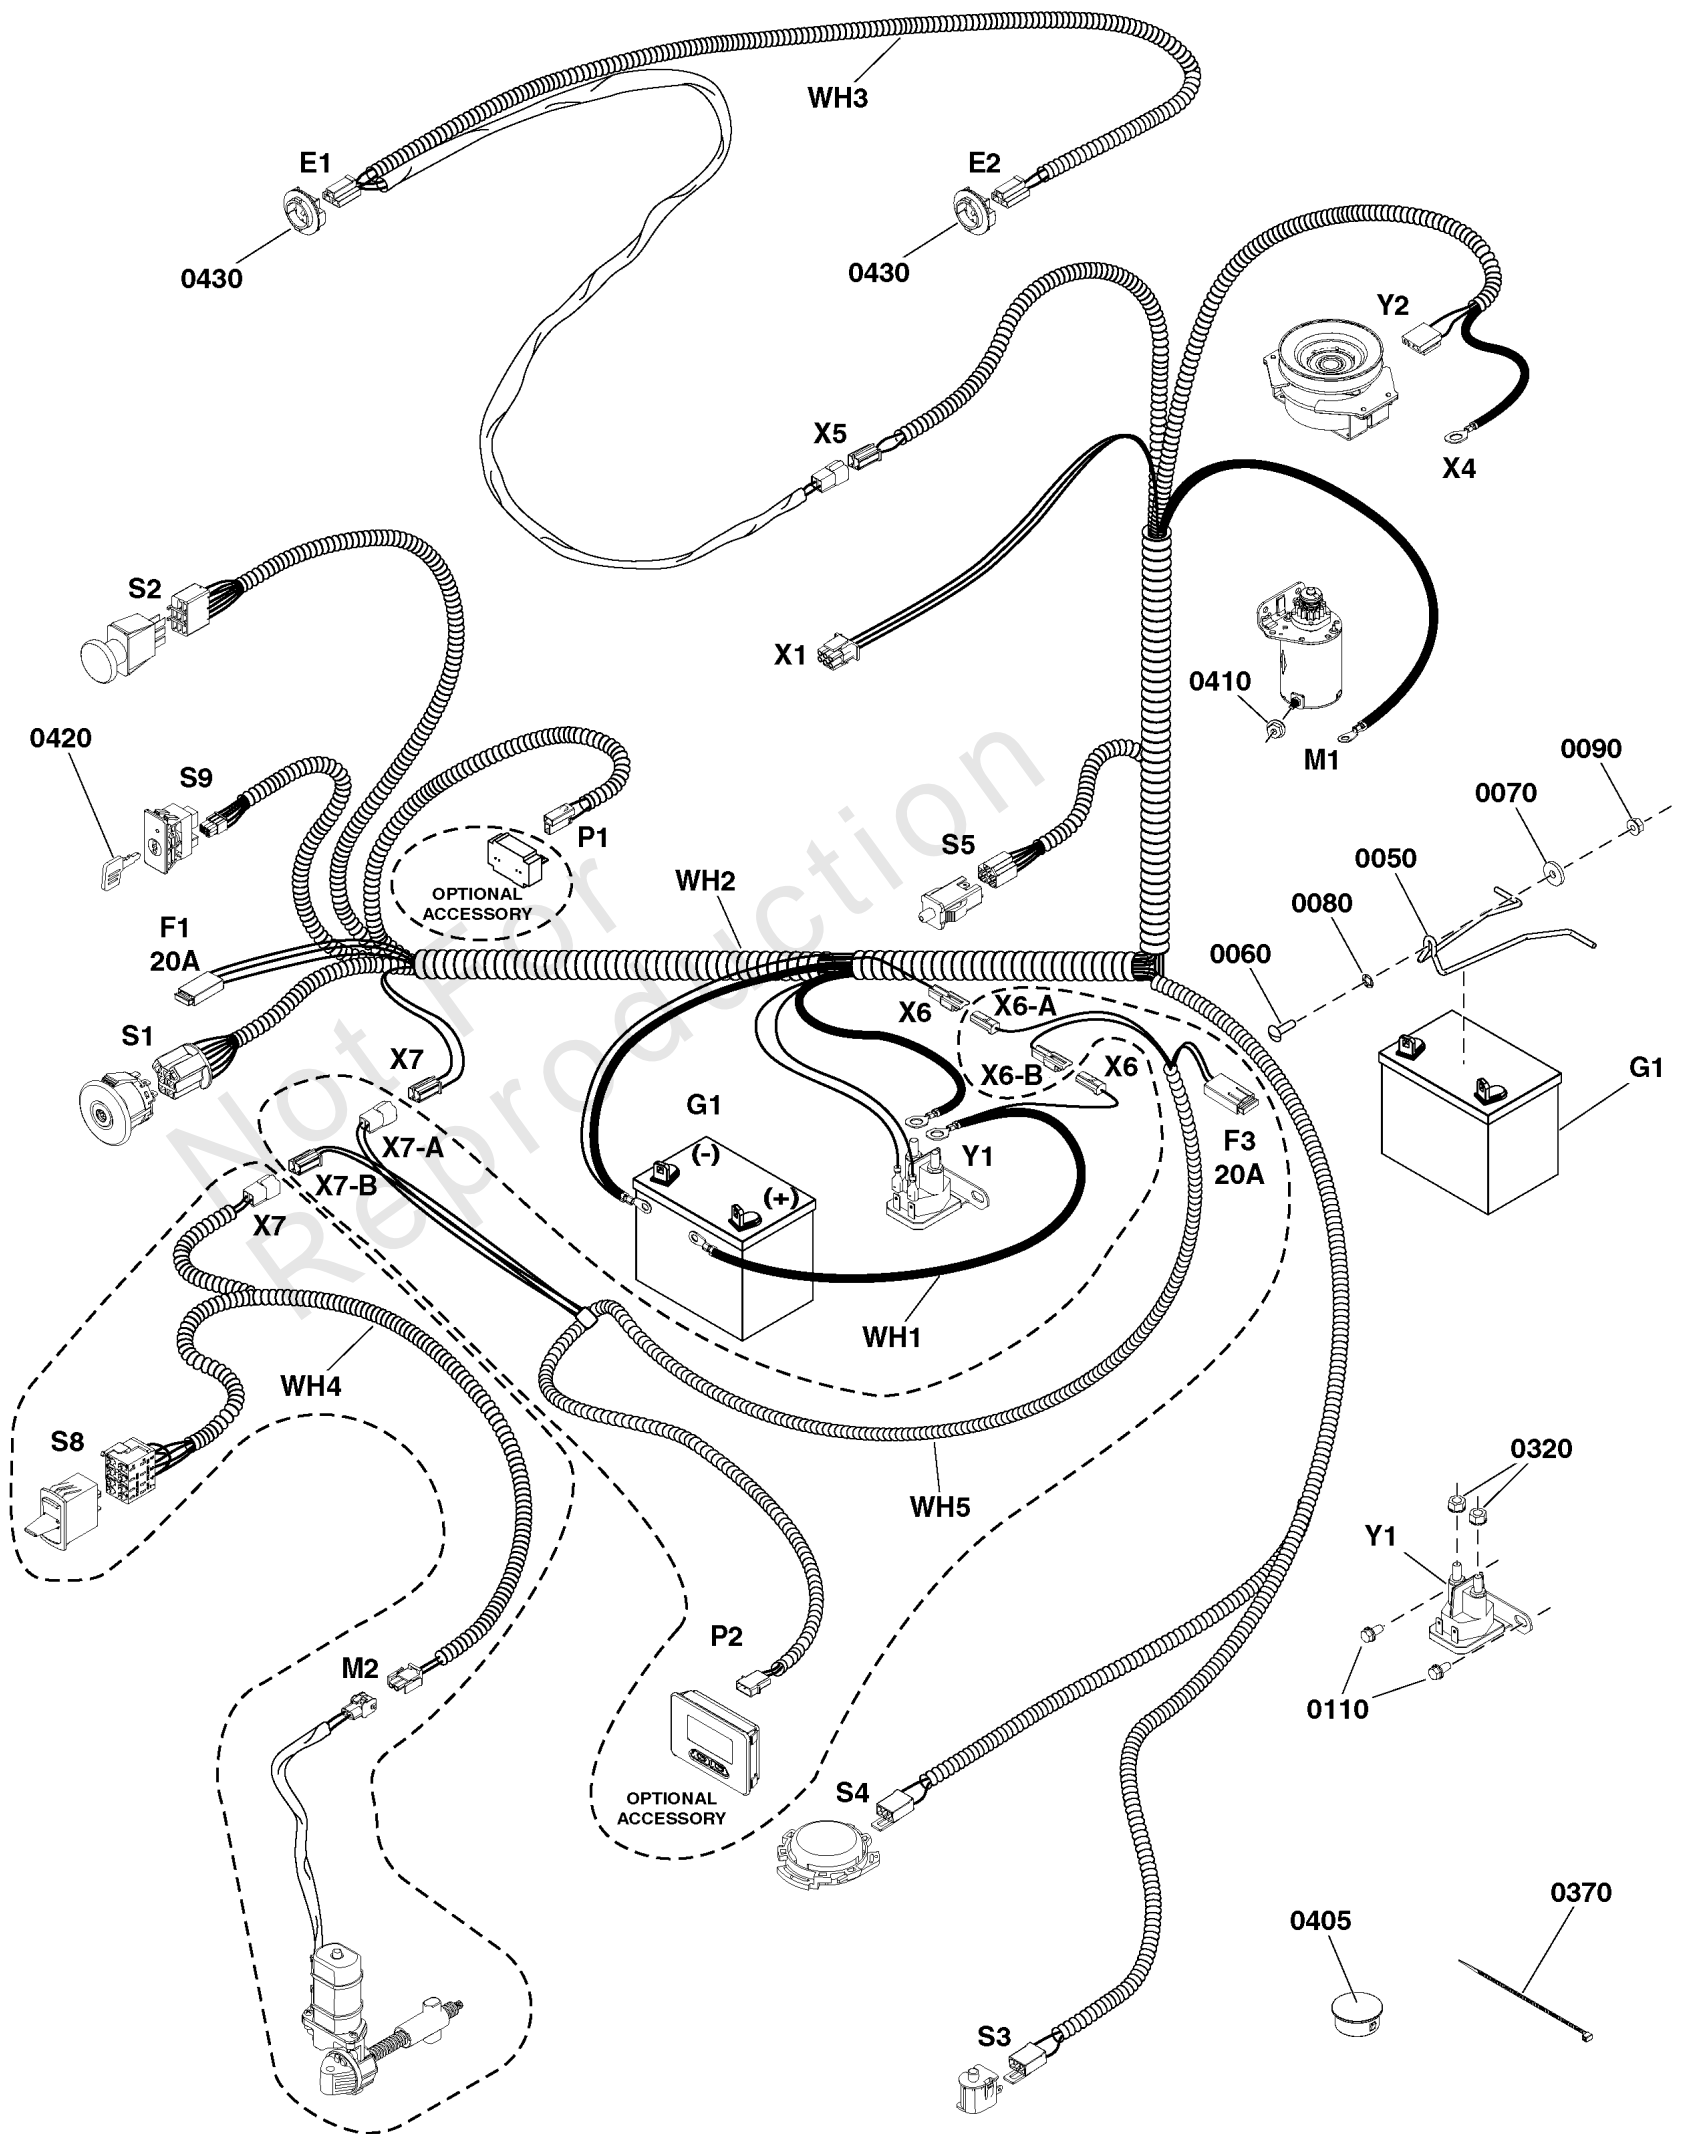 WH3
E1
E2
0430
0430
Y2
X5
X4
S2
X1
0410
0420
S9
M1
0090
0070
P1
S5
0050
OPTIONAL
ACCESSORY
WH2
0080
F1
20A
0060
X6
X6-A
S1
X7
X6-B
X6
G1
G1
X7-A
(-)
Y1
F3
20A
X7-B
(+)
X7
WH1
WH4
S8
0320
WH5
Y1
P2
M2
0110
S4
OPTIONAL
ACCESSORY
0370
0405
S3
Not For
Reproduction